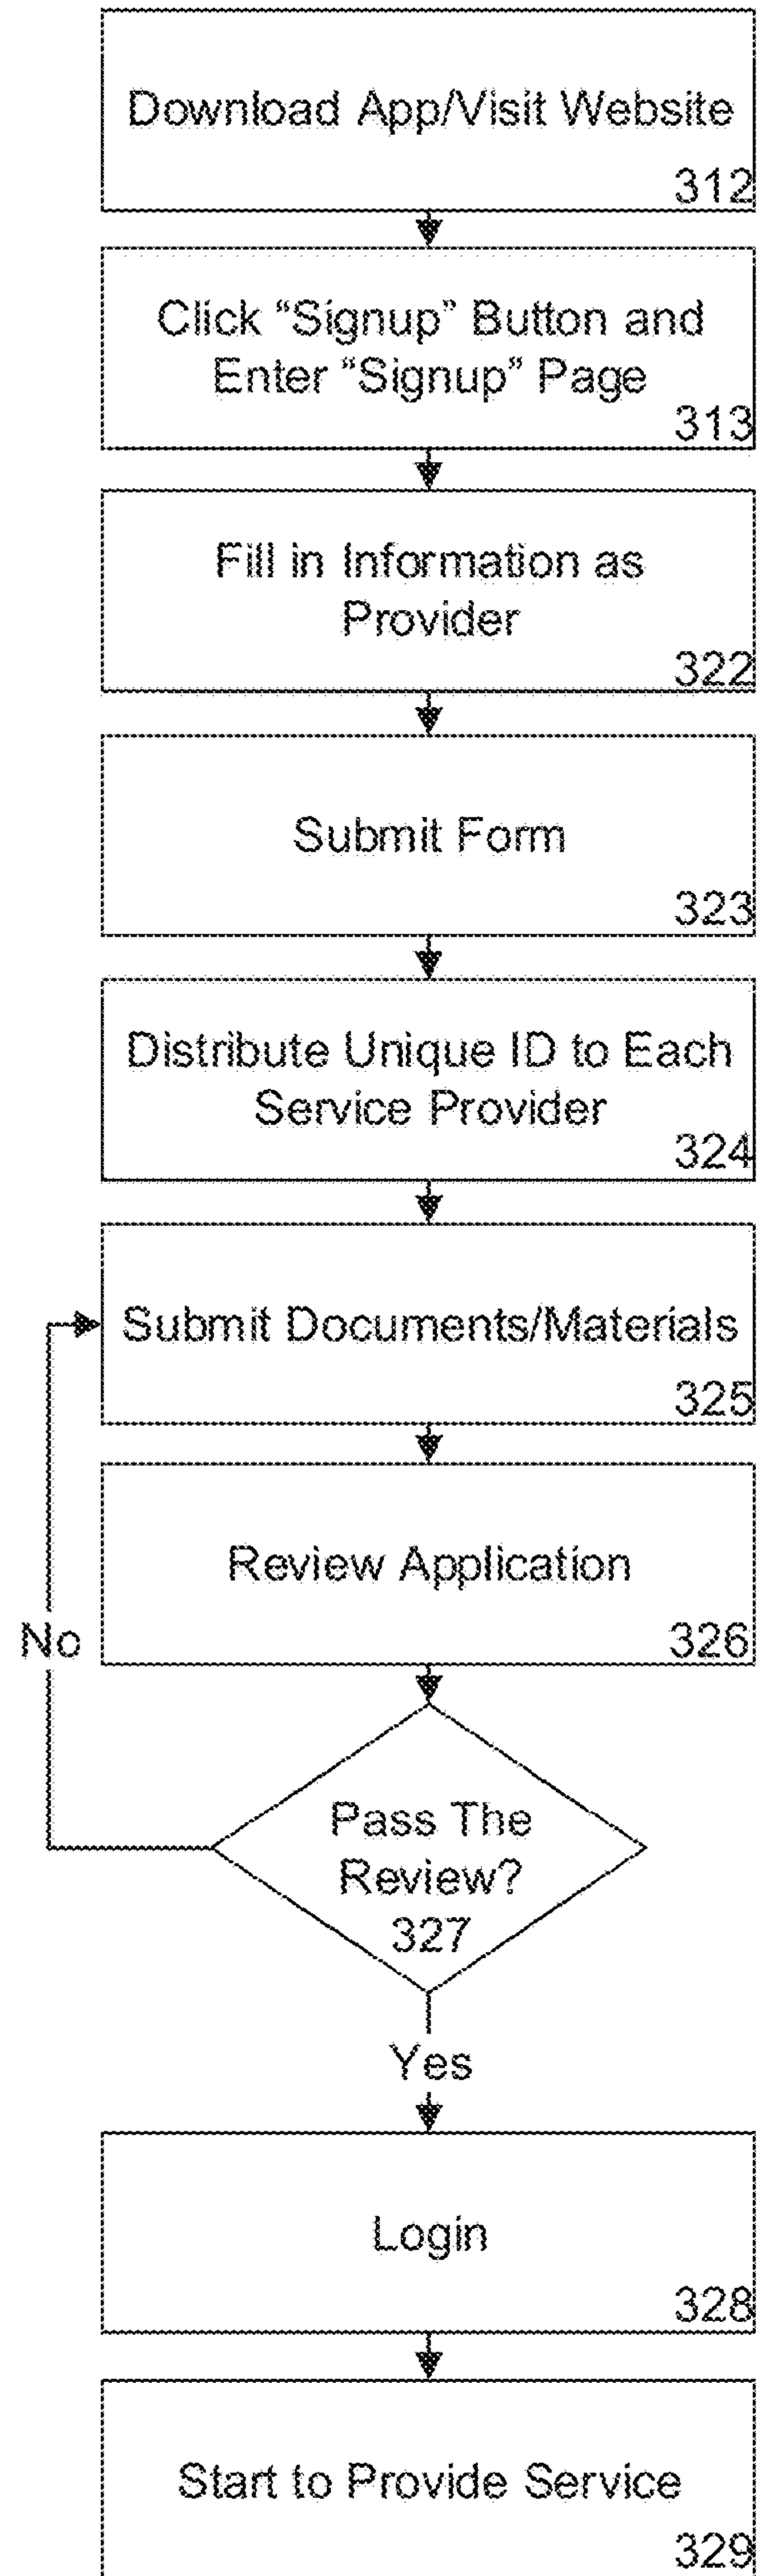 Download App/Visit Website
312
Click “Signup” Button and
Enter “Signup” Page
313
Fill in Information as
Provider
322
Submit Form
323
Distribute Unique ID to Each
Service Provider
324
Submit Documents/Materials
325
Review Application
326
No
Pass The
Review?
327
Yes
Login
328
Start to Provide Service
329